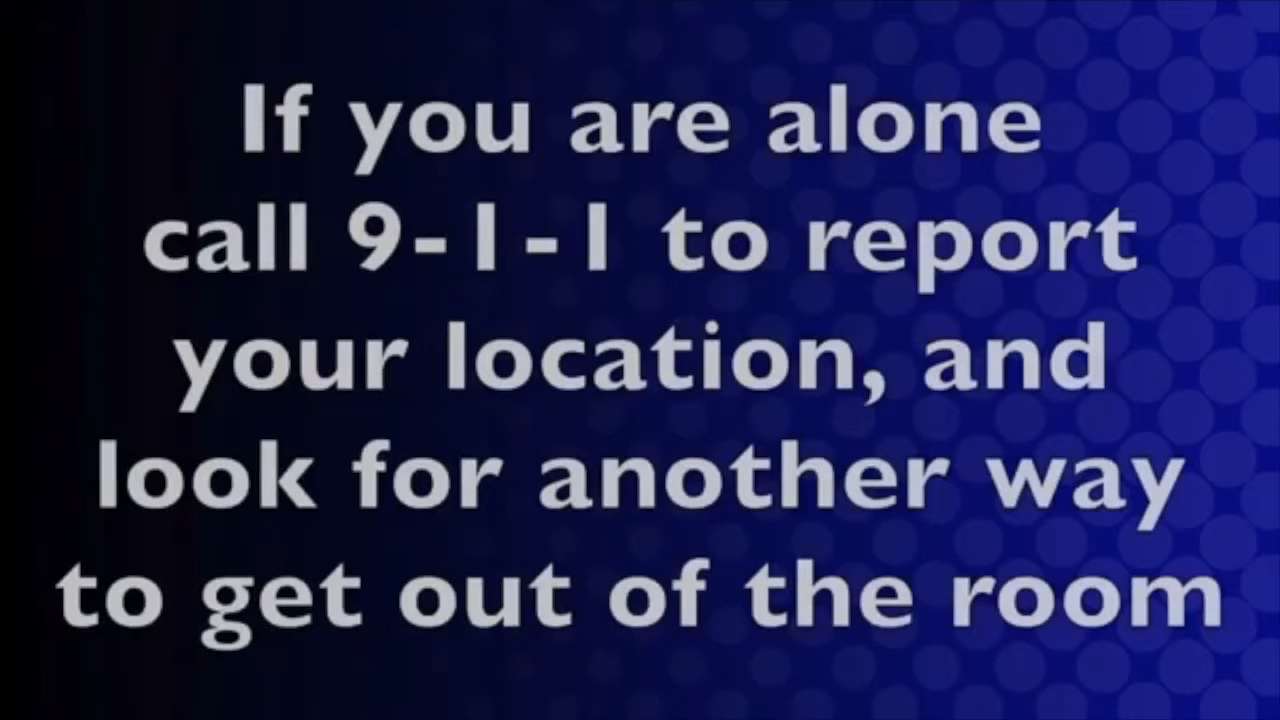 If you are alone
call 9-1-1 to report
your location, and
look for another way
to get out of the room